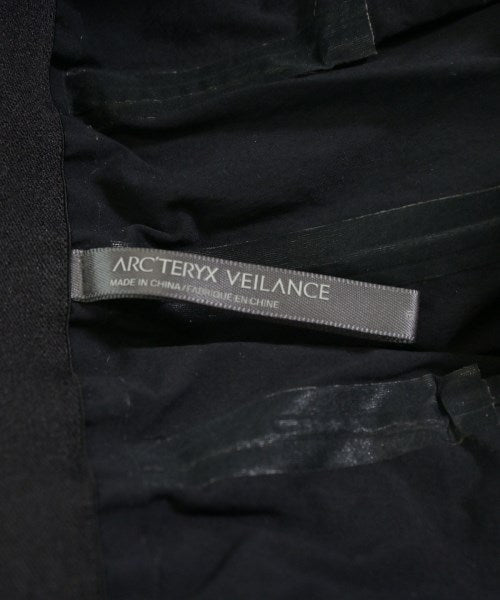 ARC'TERYX VEILANCE
MADE IN CHINA/FABRIQUÉ EN CHINE